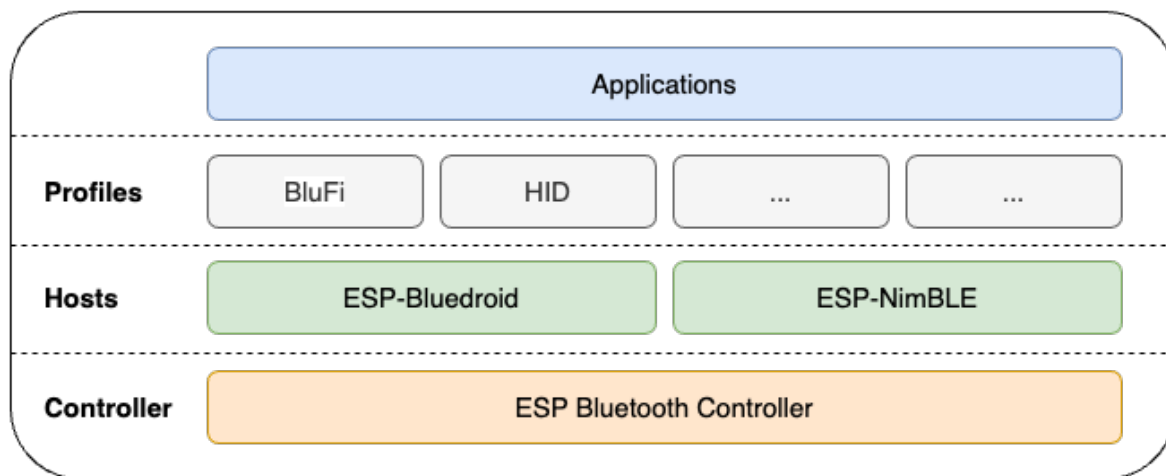 Applications
Profiles
BluFi
HID
...
...
Hosts
ESP-Bluedroid
ESP-NimBLE
Controller
ESP Bluetooth Controller